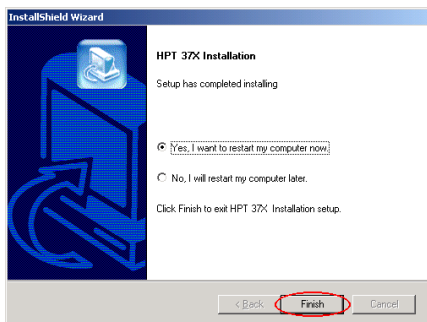 InstallShield Wizard
HPT 37X Installation
Setup has completed installing
Yes, I want to restart my computer now.
No, I will restart my computer later.
Click Finish to exit HPT 37X Installation setup.
< Back
Finish
Cancel